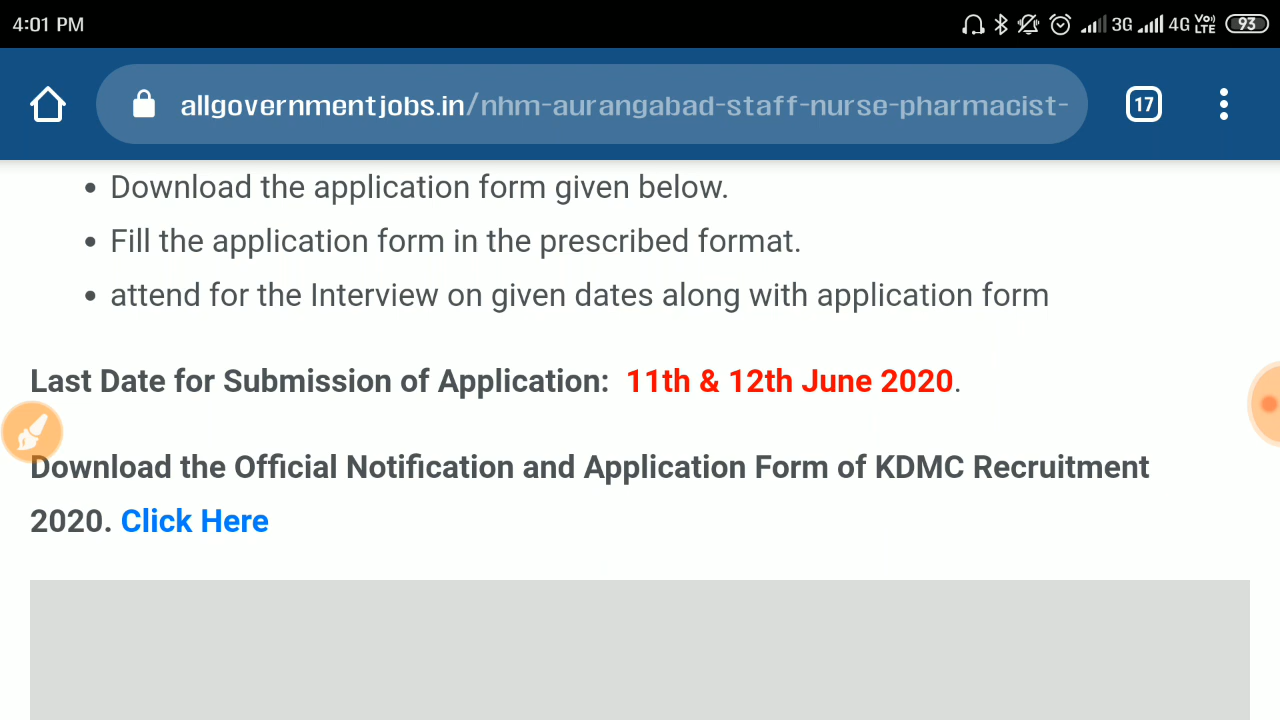 4:01 PM 3G 4G Vo)) LTE 93
allgovernmentjobs.in/nhm-aurangabad-staff-nurse-pharmacist- 17
• Download the application form given below.
• Fill the application form in the prescribed format.
• attend for the Interview on given dates along with application form
Last Date for Submission of Application: 11th & 12th June 2020.
Download the Official Notification and Application Form of KDMC Recruitment
2020. Click Here